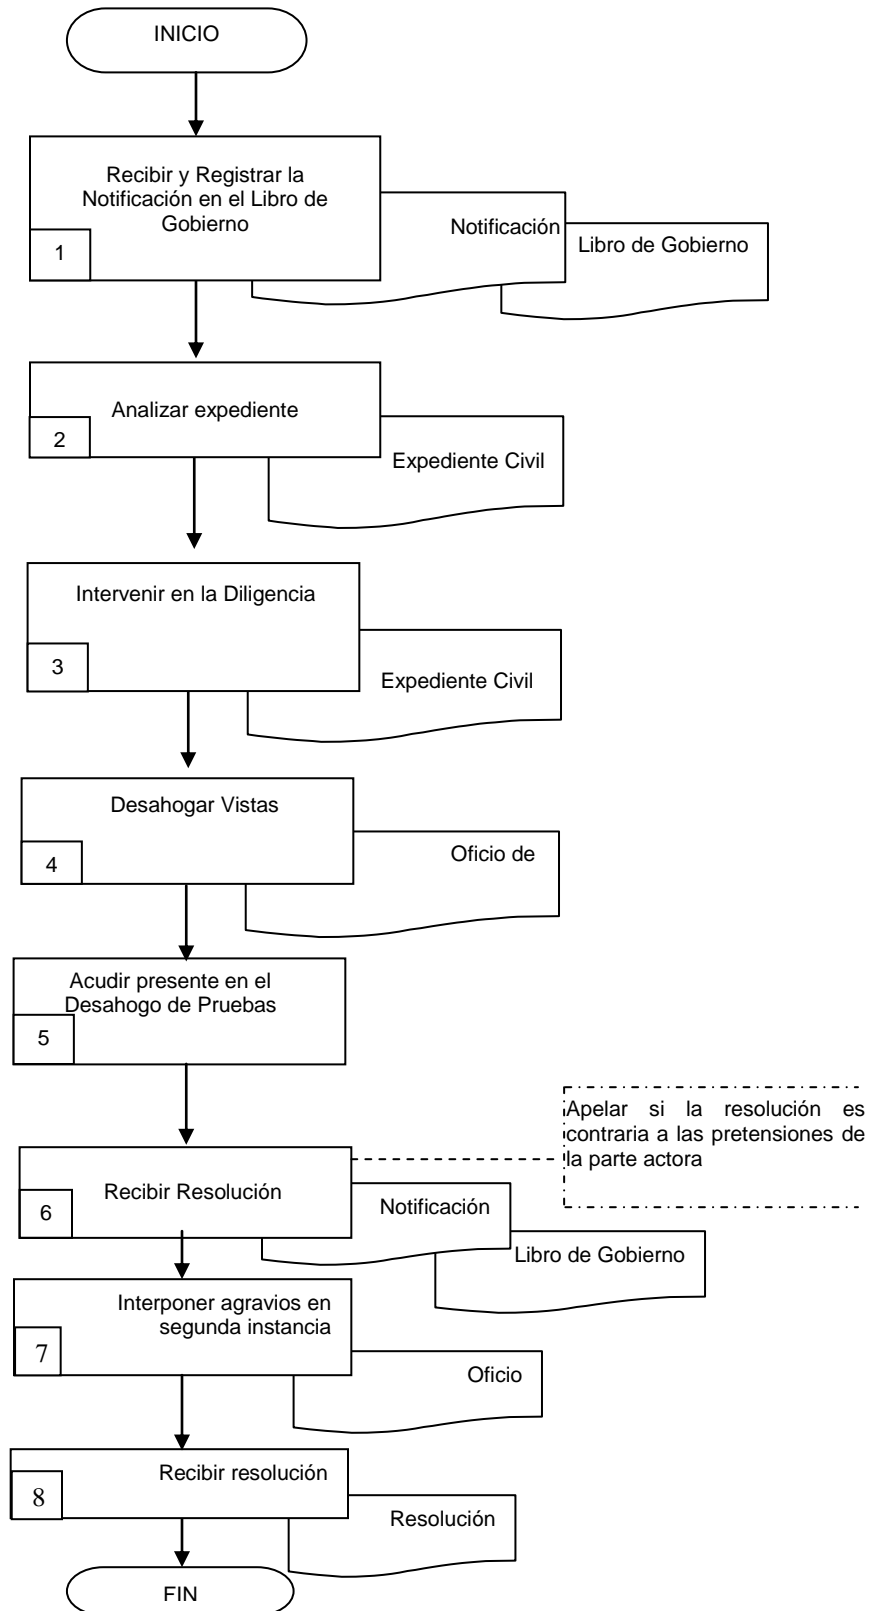 INICIO
Recibir y Registrar la
Notificación en el Libro de
Gobierno
1
Notificación
Libro de Gobierno
Analizar expediente
2
Expediente Civil
Intervenir en la Diligencia
3
Expediente Civil
Desahogar Vistas
4
Oficio de
Acudir presente en el
Desahogo de Pruebas
5
Apelar si la resolución es
contraria a las pretensiones de
la parte actora
Recibir Resolución
6
Notificación
Libro de Gobierno
Interponer agravios en
segunda instancia
7
Oficio
Recibir resolución
8
Resolución
FIN